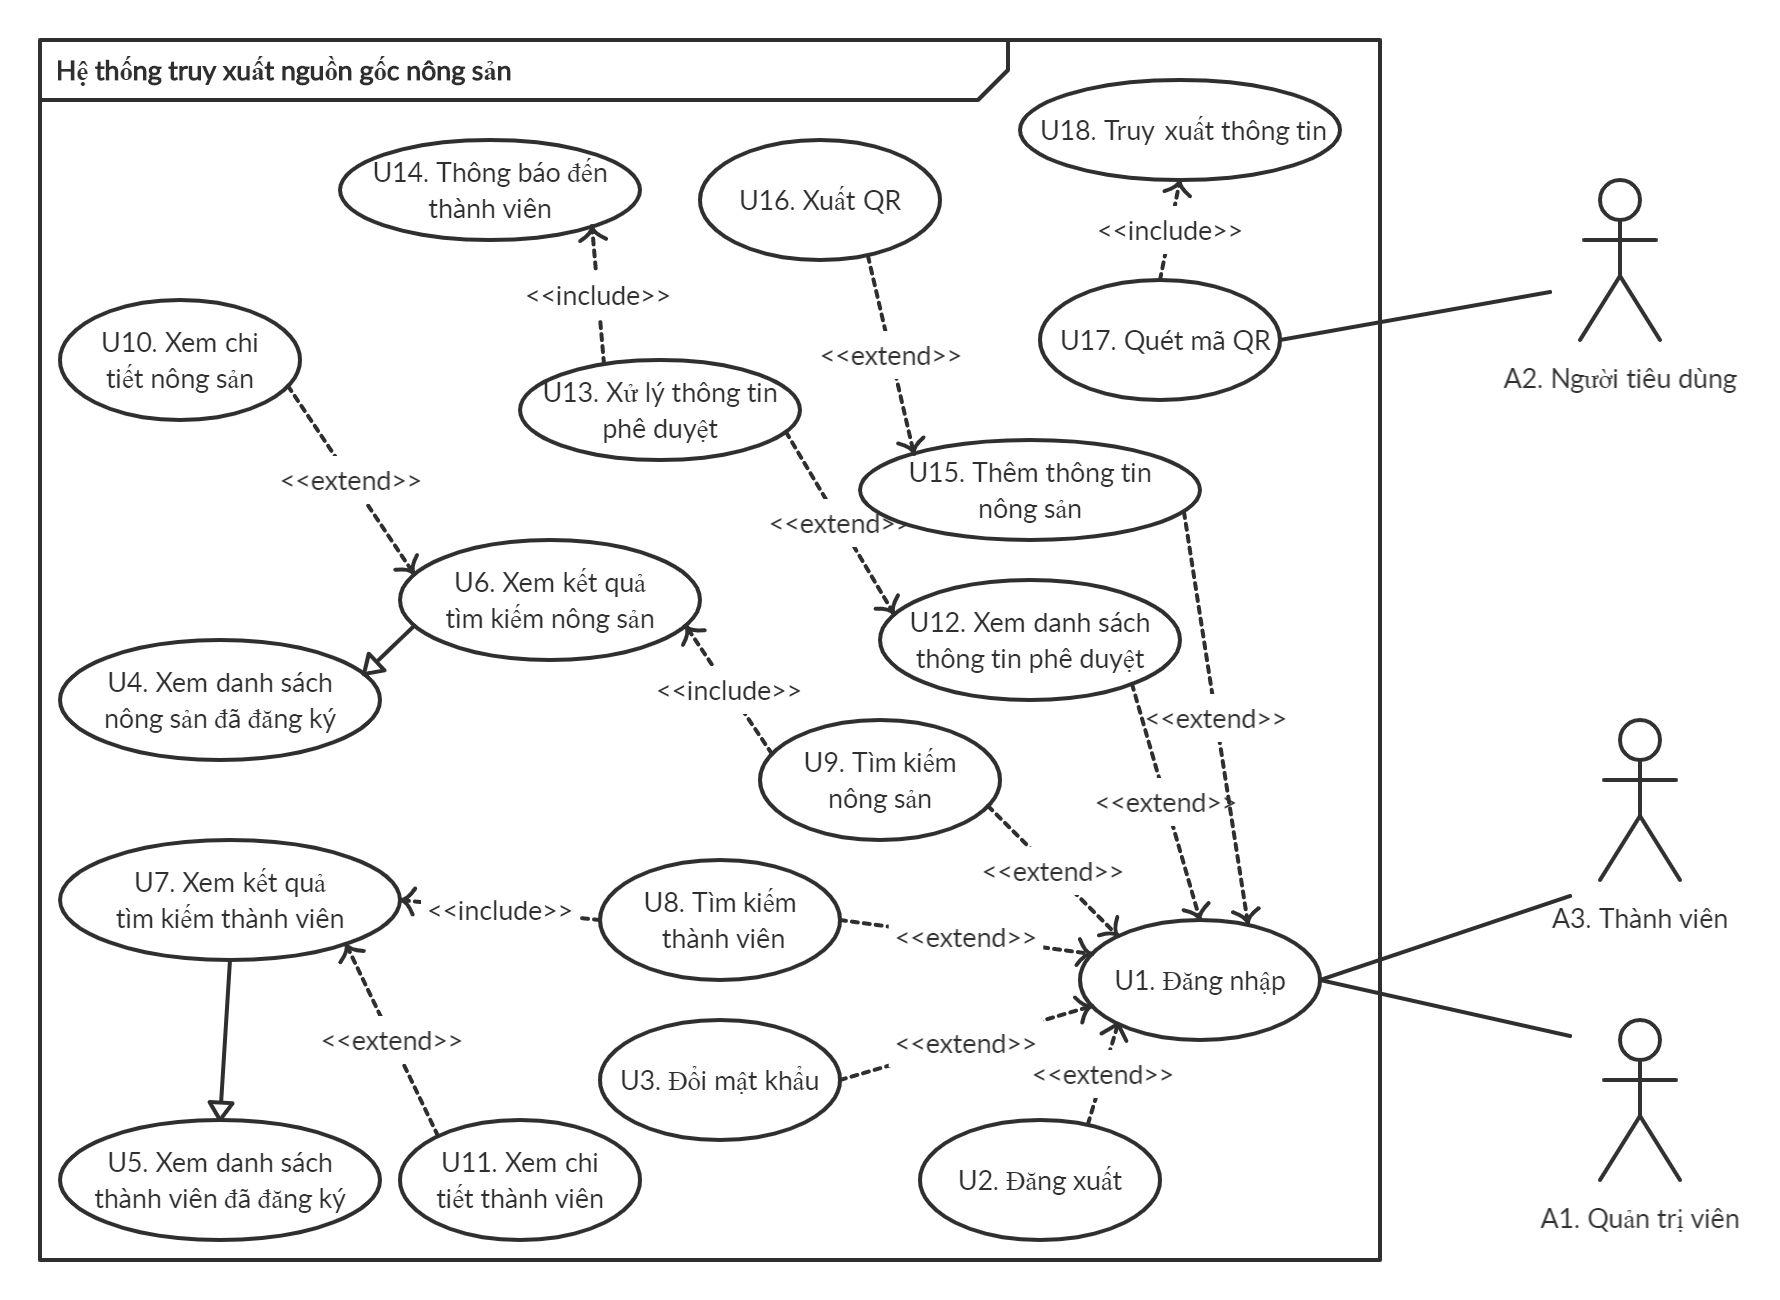 Hệ thống truy xuất nguồn gốc nông sản
U18. Truy xuất thông tin
U14. Thông báo đến
thành viên
U16. Xuất QR
<<include>>
<<include>>
U10. Xem chi
tiết nông sản
U17. Quét mã QR
<<extend>>
A2. Người tiêu dùng
U13. Xử lý thông tin
phê duyệt
<<extend>>
U15. Thêm thông tin
nông sản
<<extend>>
U6. Xem kết quả
tìm kiếm nông sản
U12. Xem danh sách
thông tin phê duyệt
U4. Xem danh sách
nông sản đã đăng ký
<<include>>
<<extend>>
U9. Tìm kiếm
nông sản
<<extend>>
<<extend>>
U7. Xem kết quả
tìm kiếm thành viên
<<include>>
U8. Tìm kiếm
thành viên
<<extend>>
A3. Thành viên
U1. Đăng nhập
<<extend>>
<<extend>>
U3. Đổi mật khẩu
<<extend>>
U5. Xem danh sách
thành viên đã đăng ký
U11. Xem chi
tiết thành viên
U2. Đăng xuất
A1. Quản trị viên